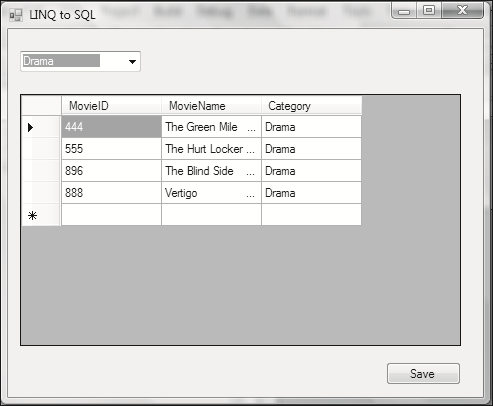 LINQ to SQL
Drama
MovieID MovieName Category
444 The Green Mile ... Drama
555 The Hurt Locker ... Drama
896 The Blind Side ... Drama
888 Vertigo ... Drama
Save